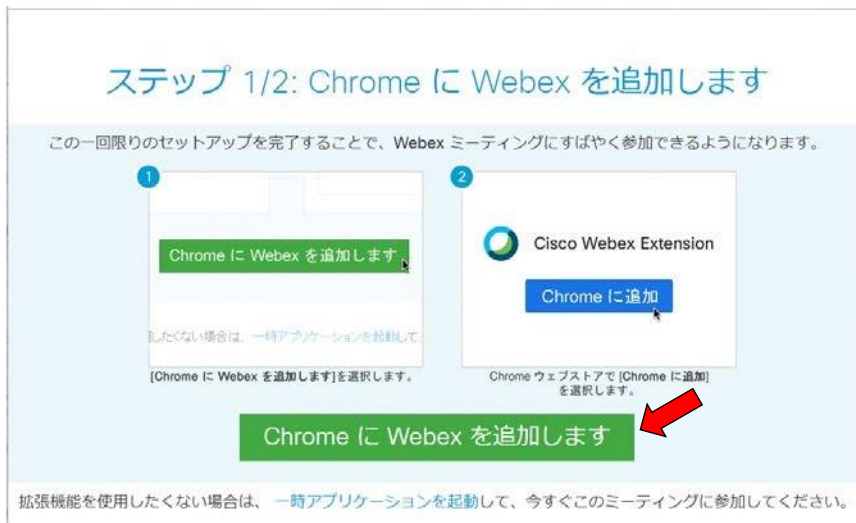 ステップ 1/2: Chrome に Webex を追加します
この一回限りのセットアップを完了することで、Webex ミーティングにすばやく参加できるようになります。
1
Chrome に Webex を追加します
したくない場合は、一時アプリケーションを起動して、
[Chrome に Webex を追加します]を選択します。
2
Cisco Webex Extension
Chrome に追加
Chrome ウェブストアで [Chrome に追加]
を選択します。
Chrome に Webex を追加します
拡張機能を使用したくない場合は、 一時アプリケーションを起動して、今すぐこのミーティングに参加してください。